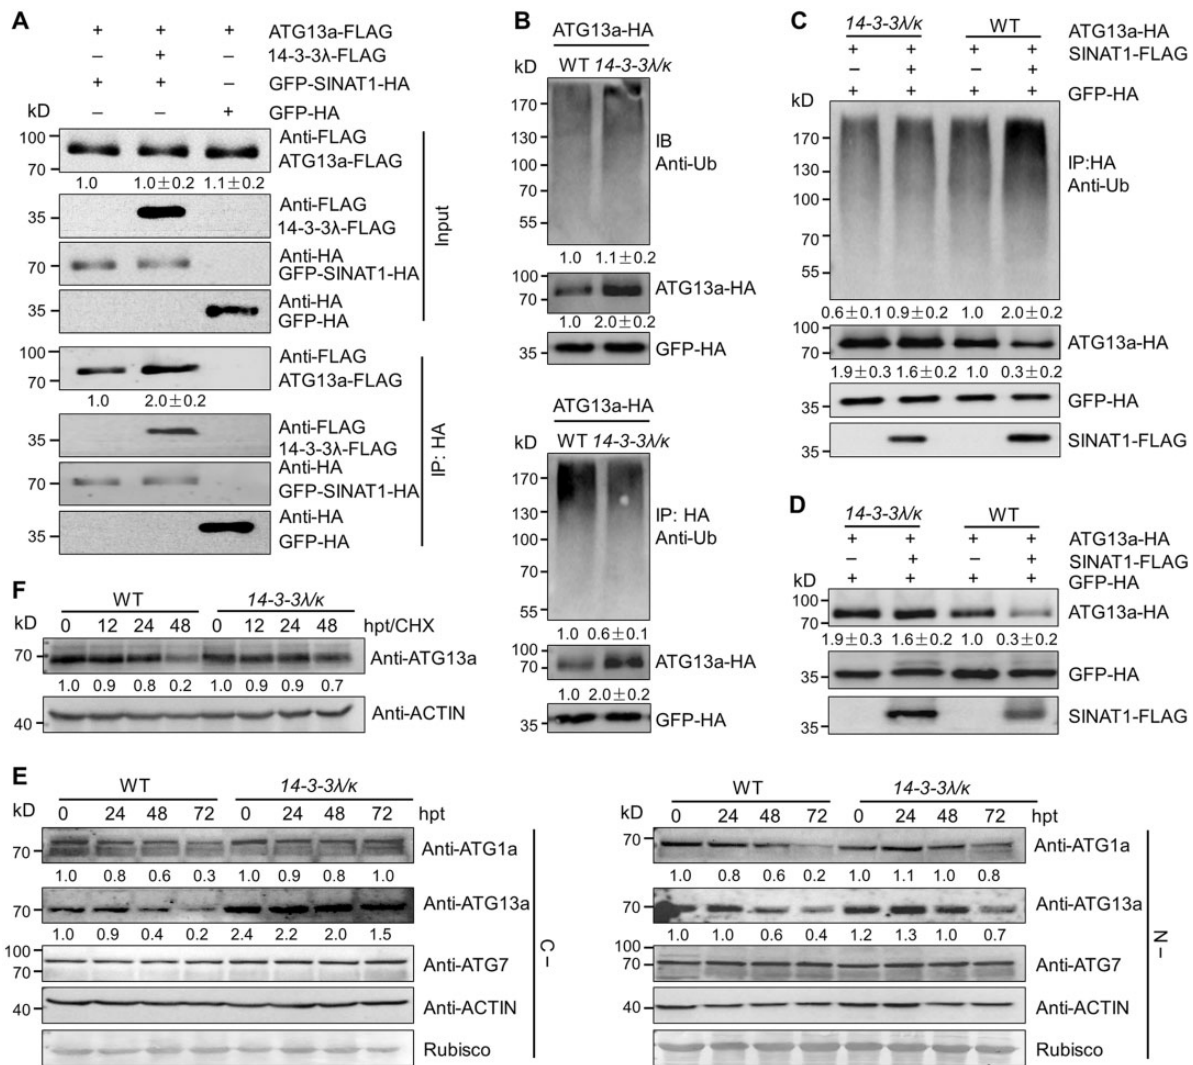 A
+ + + ATG13a-FLAG
– + – 14-3-3λ-FLAG
+ + – GFP-SINAT1-HA
– – + GFP-HA
kD
100
70
Anti-FLAG
ATG13a-FLAG
1.0 1.0±0.2 1.1±0.2
35
Anti-FLAG
14-3-3λ-FLAG
70
Anti-HA
GFP-SINAT1-HA
35
Anti-HA
GFP-HA
Input
100
70
Anti-FLAG
ATG13a-FLAG
1.0 2.0±0.2
35
Anti-FLAG
14-3-3λ-FLAG
70
Anti-HA
GFP-SINAT1-HA
35
Anti-HA
GFP-HA
IP: HA
B
ATG13a-HA
kD WT 14-3-3λ/κ
170
130
100
70
55
IB
Anti-Ub
1.0 1.1±0.2
100
70
ATG13a-HA
1.0 2.0±0.2
35
GFP-HA
ATG13a-HA
kD WT 14-3-3λ/κ
170
130
100
70
55
IP: HA
Anti-Ub
1.0 0.6±0.1
100
70
ATG13a-HA
1.0 2.0±0.2
35
GFP-HA
C
14-3-3λ/κ WT
ATG13a-HA
+ + + + SINAT1-FLAG
– + – +
+ + + + GFP-HA
kD
170
130
100
70
55
IP:HA
Anti-Ub
0.6±0.1 0.9±0.2 1.0 2.0±0.2
100
70
ATG13a-HA
1.9±0.3 1.6±0.2 1.0 0.3±0.2
35
GFP-HA
35
SINAT1-FLAG
D
14-3-3λ/κ WT
+ + + + ATG13a-HA
– + – + SINAT1-FLAG
+ + + + GFP-HA
kD
100
70
ATG13a-HA
1.9±0.3 1.6±0.2 1.0 0.3±0.2
35
GFP-HA
35
SINAT1-FLAG
F
WT 14-3-3λ/κ
kD 0 12 24 48 0 12 24 48 hpt/CHX
70 Anti-ATG13a
1.0 0.9 0.8 0.2 1.0 0.9 0.9 0.7
40 Anti-ACTIN
E
WT 14-3-3λ/κ
kD 0 24 48 72 0 24 48 72 hpt
70 Anti-ATG1a
1.0 0.8 0.6 0.3 1.0 0.9 0.8 1.0
70 Anti-ATG13a
1.0 0.9 0.4 0.2 2.4 2.2 2.0 1.5
100
70
Anti-ATG7
40 Anti-ACTIN
Rubisco
C –
WT 14-3-3λ/κ
kD 0 24 48 72 0 24 48 72 hpt
70 Anti-ATG1a
1.0 0.8 0.6 0.2 1.0 1.1 1.0 0.8
70 Anti-ATG13a
1.0 1.0 0.6 0.4 1.2 1.3 1.0 0.7
100
70
Anti-ATG7
40 Anti-ACTIN
Rubisco
N –